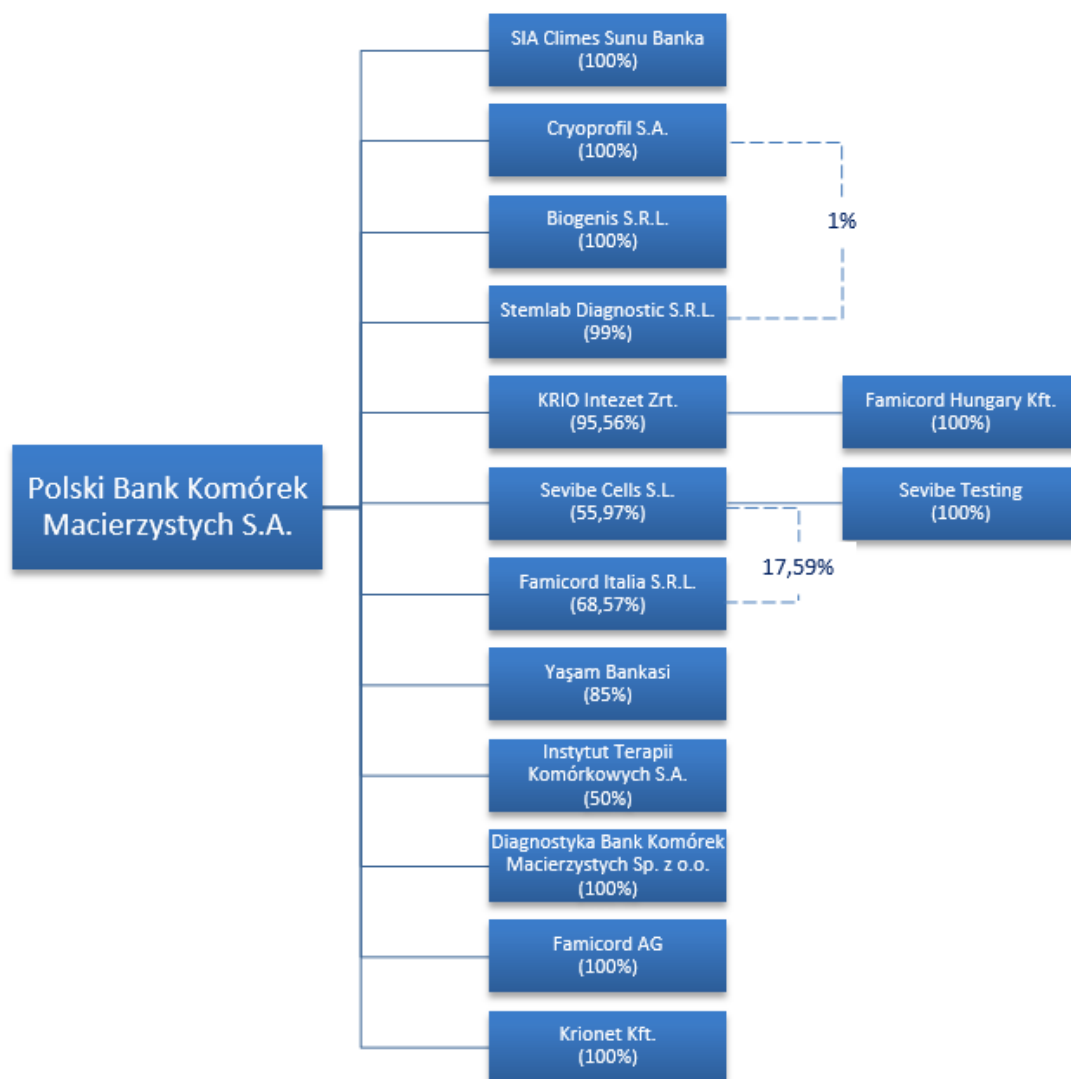 SIA Climes Sunu Banka
(100%)
Cryoprofil S.A.
(100%)
1%
Biogenis S.R.L.
(100%)
Stemlab Diagnostic S.R.L.
(99%)
KRIO Intezet Zrt.
(95,56%)
Famicord Hungary Kft.
(100%)
Polski Bank Komórek
Macierzystych S.A.
Sevibe Cells S.L.
(55,97%)
Sevibe Testing
(100%)
17,59%
Famicord Italia S.R.L.
(68,57%)
Yaşam Bankasi
(85%)
Instytut Terapii
Komórkowych S.A.
(50%)
Diagnostyka Bank Komórek
Macierzystych Sp. z o.o.
(100%)
Famicord AG
(100%)
Krionet Kft.
(100%)